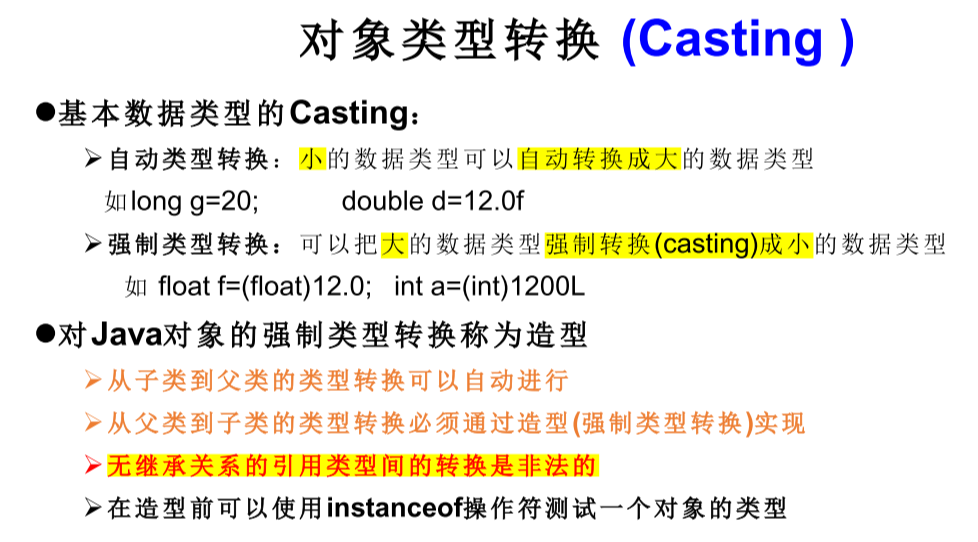 对象类型转换 (Casting )
●基本数据类型的Casting：
➢自动类型转换：小的数据类型可以自动转换成大的数据类型
如long g=20; double d=12.0f
➢强制类型转换：可以把大的数据类型强制转换(casting)成小的数据类型
如 float f=(float)12.0; int a=(int)1200L
●对Java对象的强制类型转换称为造型
➢从子类到父类的类型转换可以自动进行
➢从父类到子类的类型转换必须通过造型(强制类型转换)实现
➢无继承关系的引用类型间的转换是非法的
➢在造型前可以使用instanceof操作符测试一个对象的类型